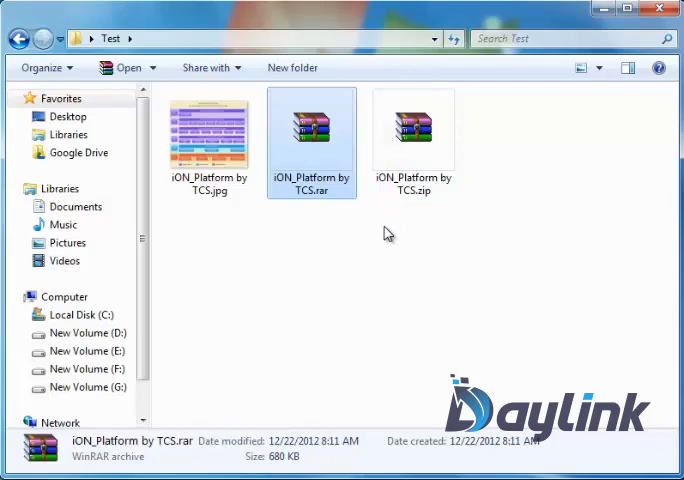 Test
Search Test
Organize
Open
Share with
New folder
Favorites
Desktop
Libraries
Google Drive
Libraries
Documents
Music
Pictures
Videos
Computer
Local Disk (C:)
New Volume (D:)
New Volume (E:)
New Volume (F:)
New Volume (G:)
Network
iON_Platform by
TCS.jpg
iON_Platform by
TCS.rar
iON_Platform by
TCS.zip
Daylink
iON_Platform by TCS.rar Date modified: 12/22/2012 8:11 AM Date created: 12/22/2012 8:11 AM
WinRAR archive Size: 680 KB